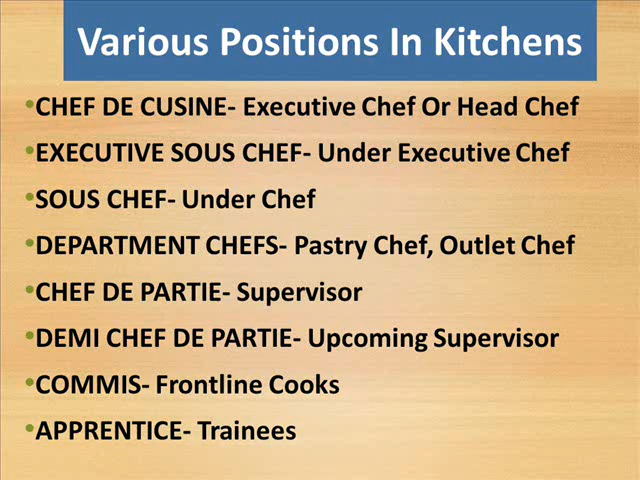 Various Positions In Kitchens
•CHEF DE CUSINE- Executive Chef Or Head Chef
•EXECUTIVE SOUS CHEF- Under Executive Chef
•SOUS CHEF- Under Chef
•DEPARTMENT CHEFS- Pastry Chef, Outlet Chef
•CHEF DE PARTIE- Supervisor
•DEMI CHEF DE PARTIE- Upcoming Supervisor
•COMMIS- Frontline Cooks
•APPRENTICE- Trainees